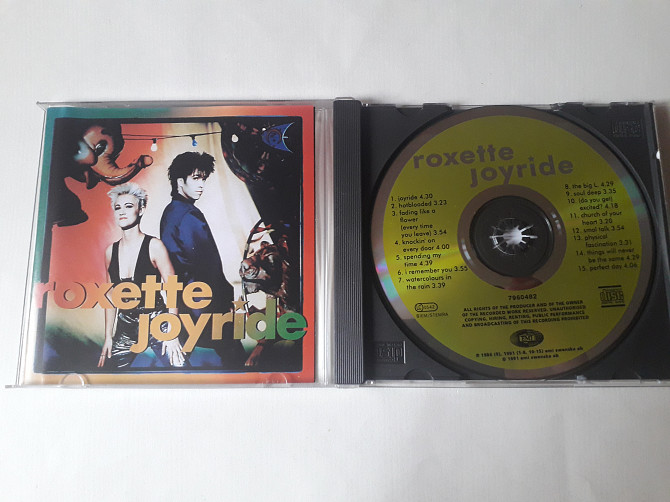 roxette
joyride
roxette
joyride
1. joyride 4.30
2. hotblooded 3.23
3. fading like a
flower
(every time
you leave) 3.54
4. knockin' on
every door 4.00
5. spending my
time 4.39
6. i remember you 3.55
7. watercolours in
the rain 3.39
8. the big L. 4.39
9. soul deep 3.35
10. (do you get)
excited? 4.18
11. church of your
heart 3.20
12. small talk 3.54
13. physical
fascination 3.31
14. things will never
be the same 4.29
15. perfect day 4.06
7960482
ALL RIGHTS OF THE PRODUCER AND OF THE OWNER
OF THE RECORDED WORK RESERVED. UNAUTHORISED
COPYING, HIRING, RENTING, PUBLIC PERFORMANCE
AND BROADCASTING OF THIS RECORDING PROHIBITED
EMI